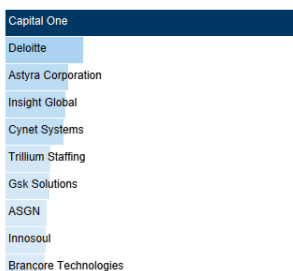 Capital One
Deloitte
Astyra Corporation
Insight Global
Cynet Systems
Trillium Staffing
Gsk Solutions
ASGN
Innosoul
Brancore Technologies